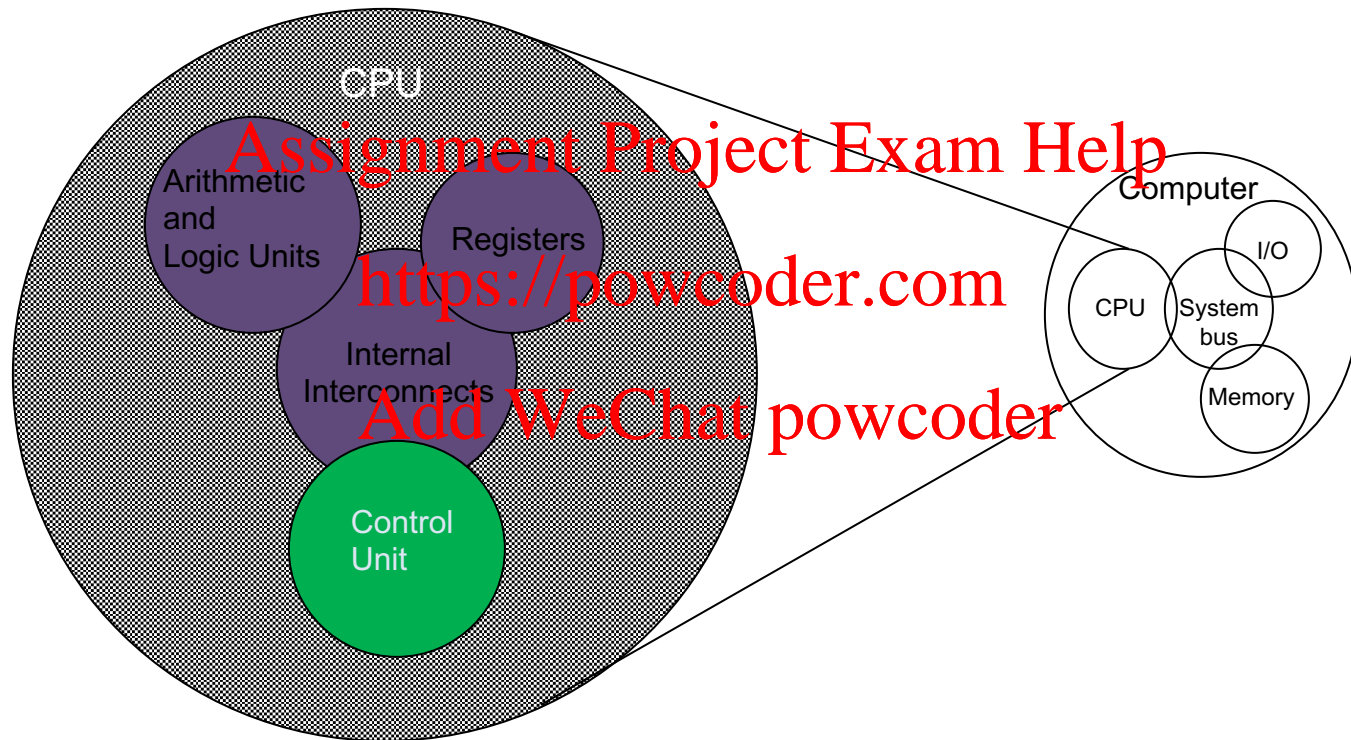 CPU
Assignment Project Exam Help
Arithmetic
and
Logic Units
Registers
https://powcoder.com
Internal
Interconnects
Add WeChat powcoder
Control
Unit
Computer
I/O
CPU
System
bus
Memory